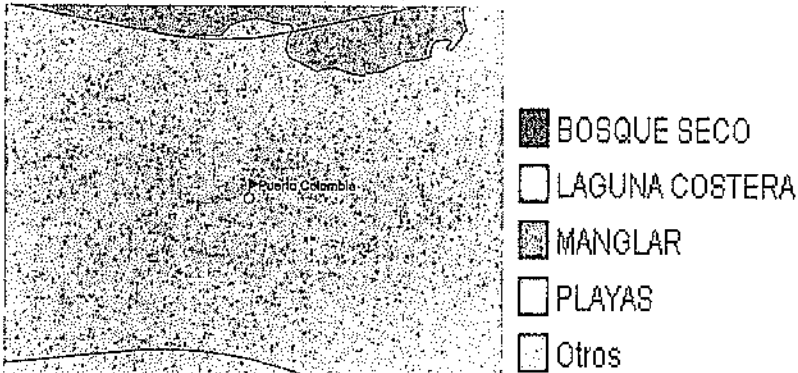 Puerto Colombia
BOSQUE SECO
LAGUNA COSTERA
MANGLAR
PLAYAS
Otros